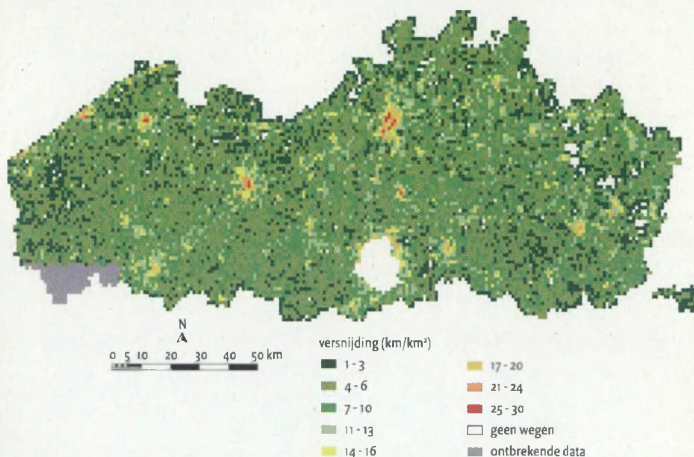 N
0 5 10 20 30 40 50 km
versnijding (km/km²)
1 - 3
4 - 6
7 - 10
11 - 13
14 - 16
17 - 20
21 - 24
25 - 30
geen wegen
ontbrekende data